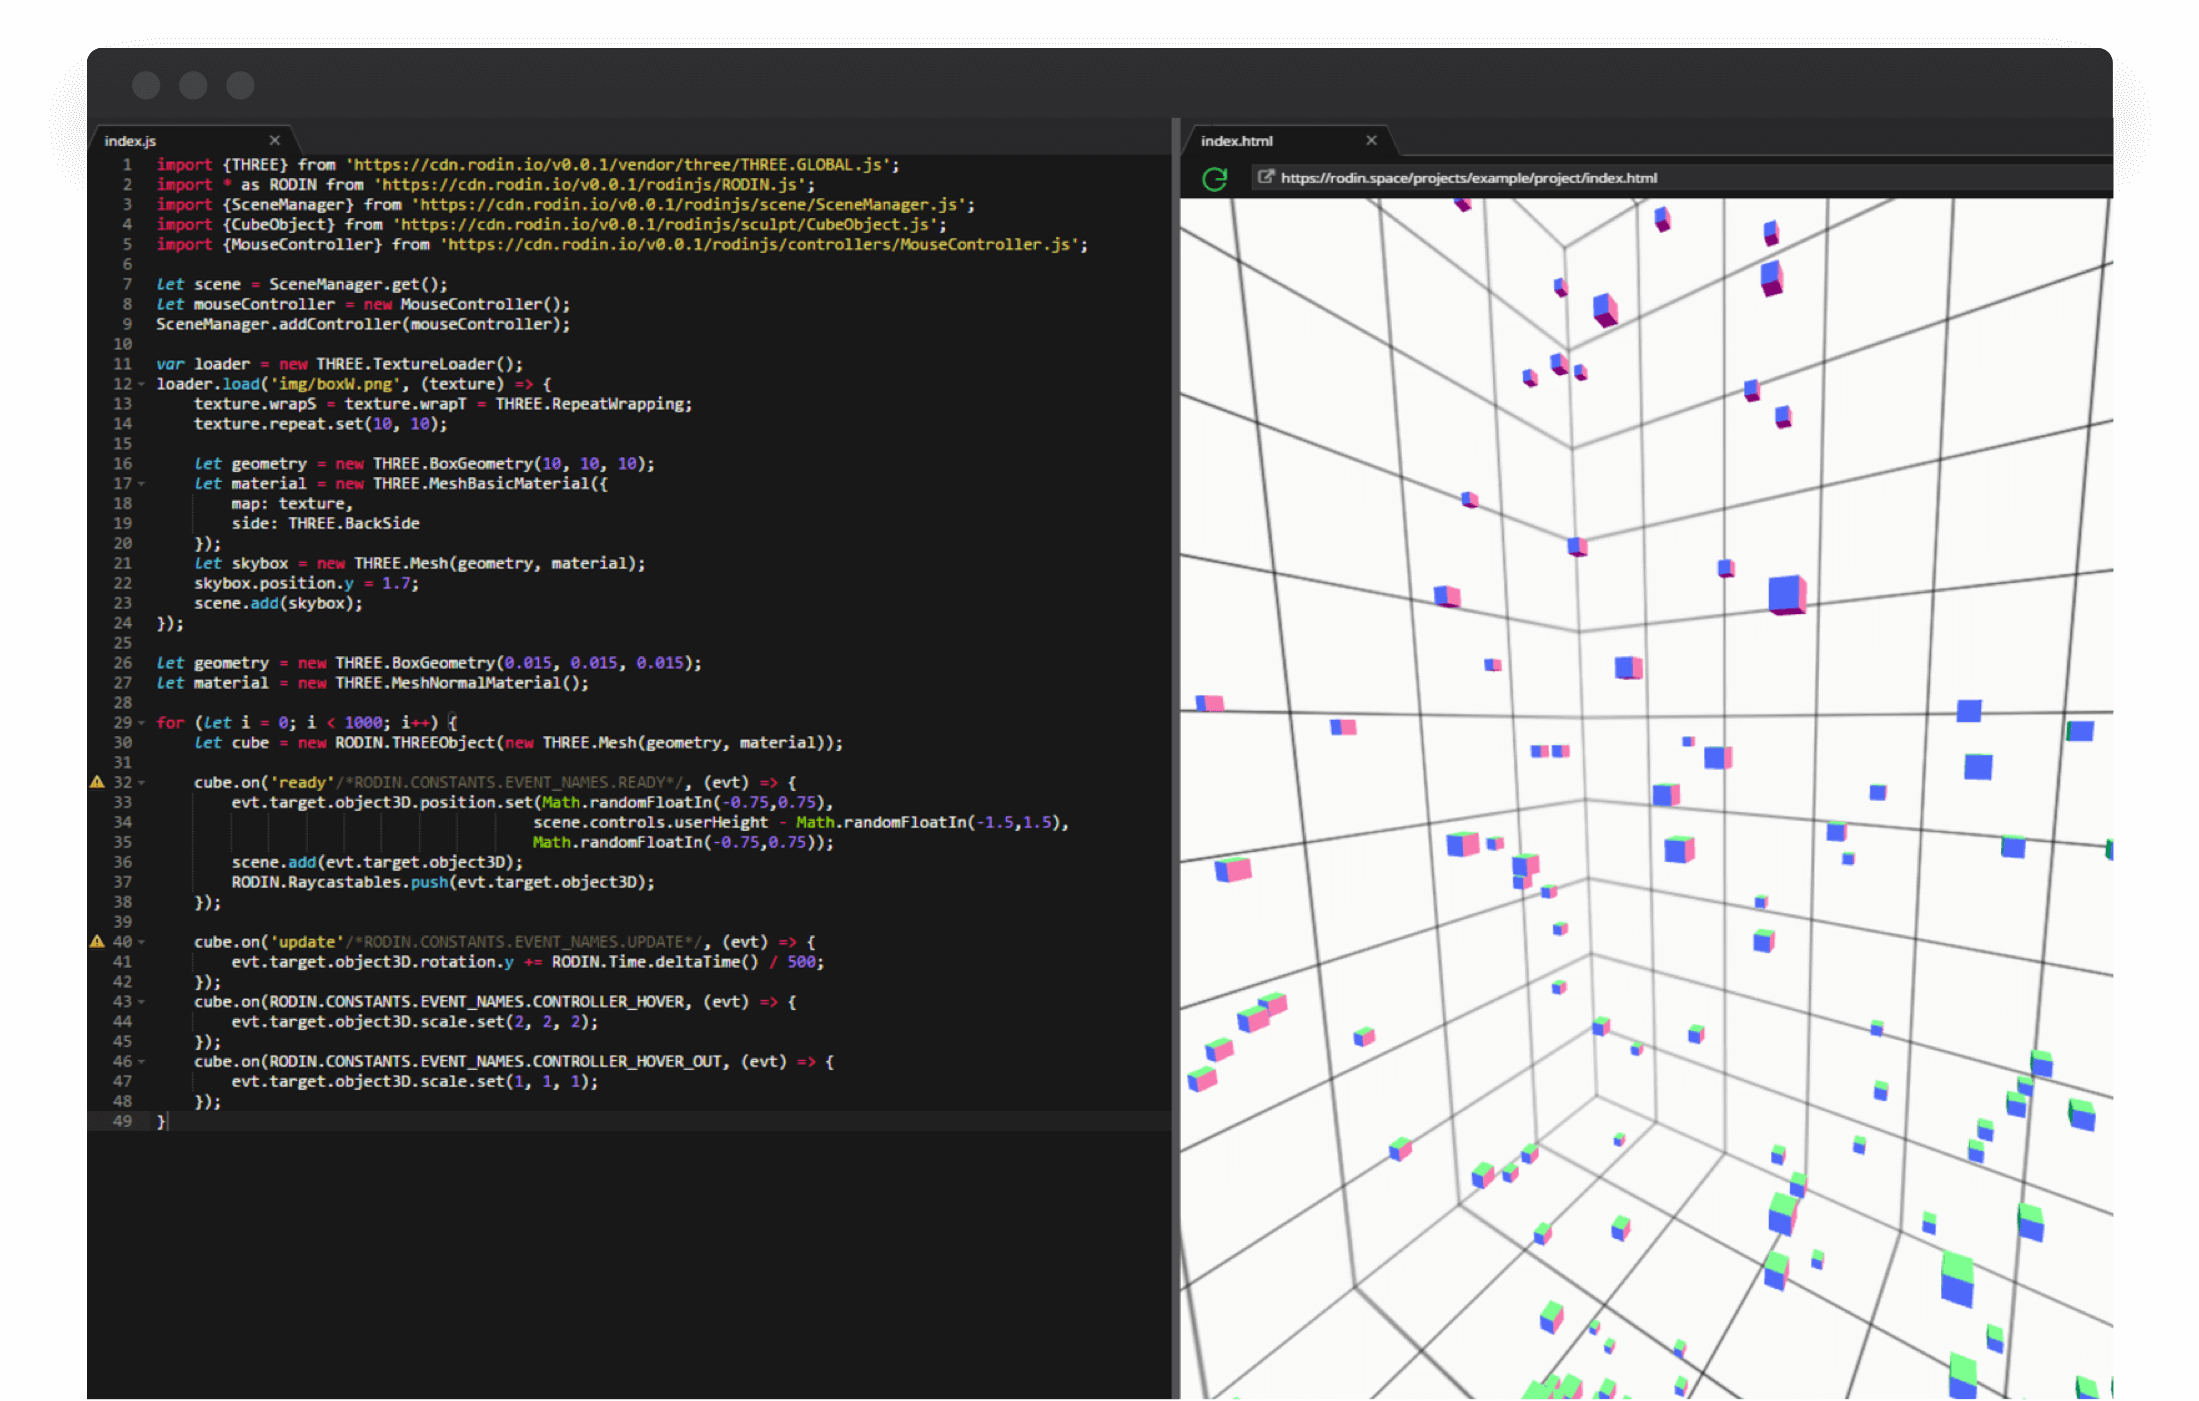 index.js
1 import {THREE} from 'https://cdn.rodin.io/v0.0.1/vendor/three/THREE.GLOBAL.js';
2 import * as RODIN from 'https://cdn.rodin.io/v0.0.1/rodinjs/RODIN.js';
3 import {SceneManager} from 'https://cdn.rodin.io/v0.0.1/rodinjs/scene/SceneManager.js';
4 import {CubeObject} from 'https://cdn.rodin.io/v0.0.1/rodinjs/sculpt/CubeObject.js';
5 import {MouseController} from 'https://cdn.rodin.io/v0.0.1/rodinjs/controllers/MouseController.js';
6
7 let scene = SceneManager.get();
8 let mouseController = new MouseController();
9 SceneManager.addController(mouseController);
10
11 var loader = new THREE.TextureLoader();
12 loader.load('img/boxW.png', (texture) => {
13 texture.wrapS = texture.wrapT = THREE.RepeatWrapping;
14 texture.repeat.set(10, 10);
15
16 let geometry = new THREE.BoxGeometry(10, 10, 10);
17 let material = new THREE.MeshBasicMaterial({
18 map: texture,
19 side: THREE.BackSide
20 });
21 let skybox = new THREE.Mesh(geometry, material);
22 skybox.position.y = 1.7;
23 scene.add(skybox);
24 });
25
26 let geometry = new THREE.BoxGeometry(0.015, 0.015, 0.015);
27 let material = new THREE.MeshNormalMaterial();
28
29 for (let i = 0; i < 1000; i++) {
30 let cube = new RODIN.THREEObject(new THREE.Mesh(geometry, material));
31
32 cube.on('ready'/*RODIN.CONSTANTS.EVENT_NAMES.READY*/, (evt) => {
33 evt.target.object3D.position.set(Math.randomFloatIn(-0.75,0.75),
34 scene.controls.userHeight - Math.randomFloatIn(-1.5,1.5),
35 Math.randomFloatIn(-0.75,0.75));
36 scene.add(evt.target.object3D);
37 RODIN.Raycastables.push(evt.target.object3D);
38 });
39
40 cube.on('update'/*RODIN.CONSTANTS.EVENT_NAMES.UPDATE*/, (evt) => {
41 evt.target.object3D.rotation.y += RODIN.Time.deltaTime() / 500;
42 });
43 cube.on(RODIN.CONSTANTS.EVENT_NAMES.CONTROLLER_HOVER, (evt) => {
44 evt.target.object3D.scale.set(2, 2, 2);
45 });
46 cube.on(RODIN.CONSTANTS.EVENT_NAMES.CONTROLLER_HOVER_OUT, (evt) => {
47 evt.target.object3D.scale.set(1, 1, 1);
48 });
49 }
index.html
https://rodin.space/projects/example/project/index.html